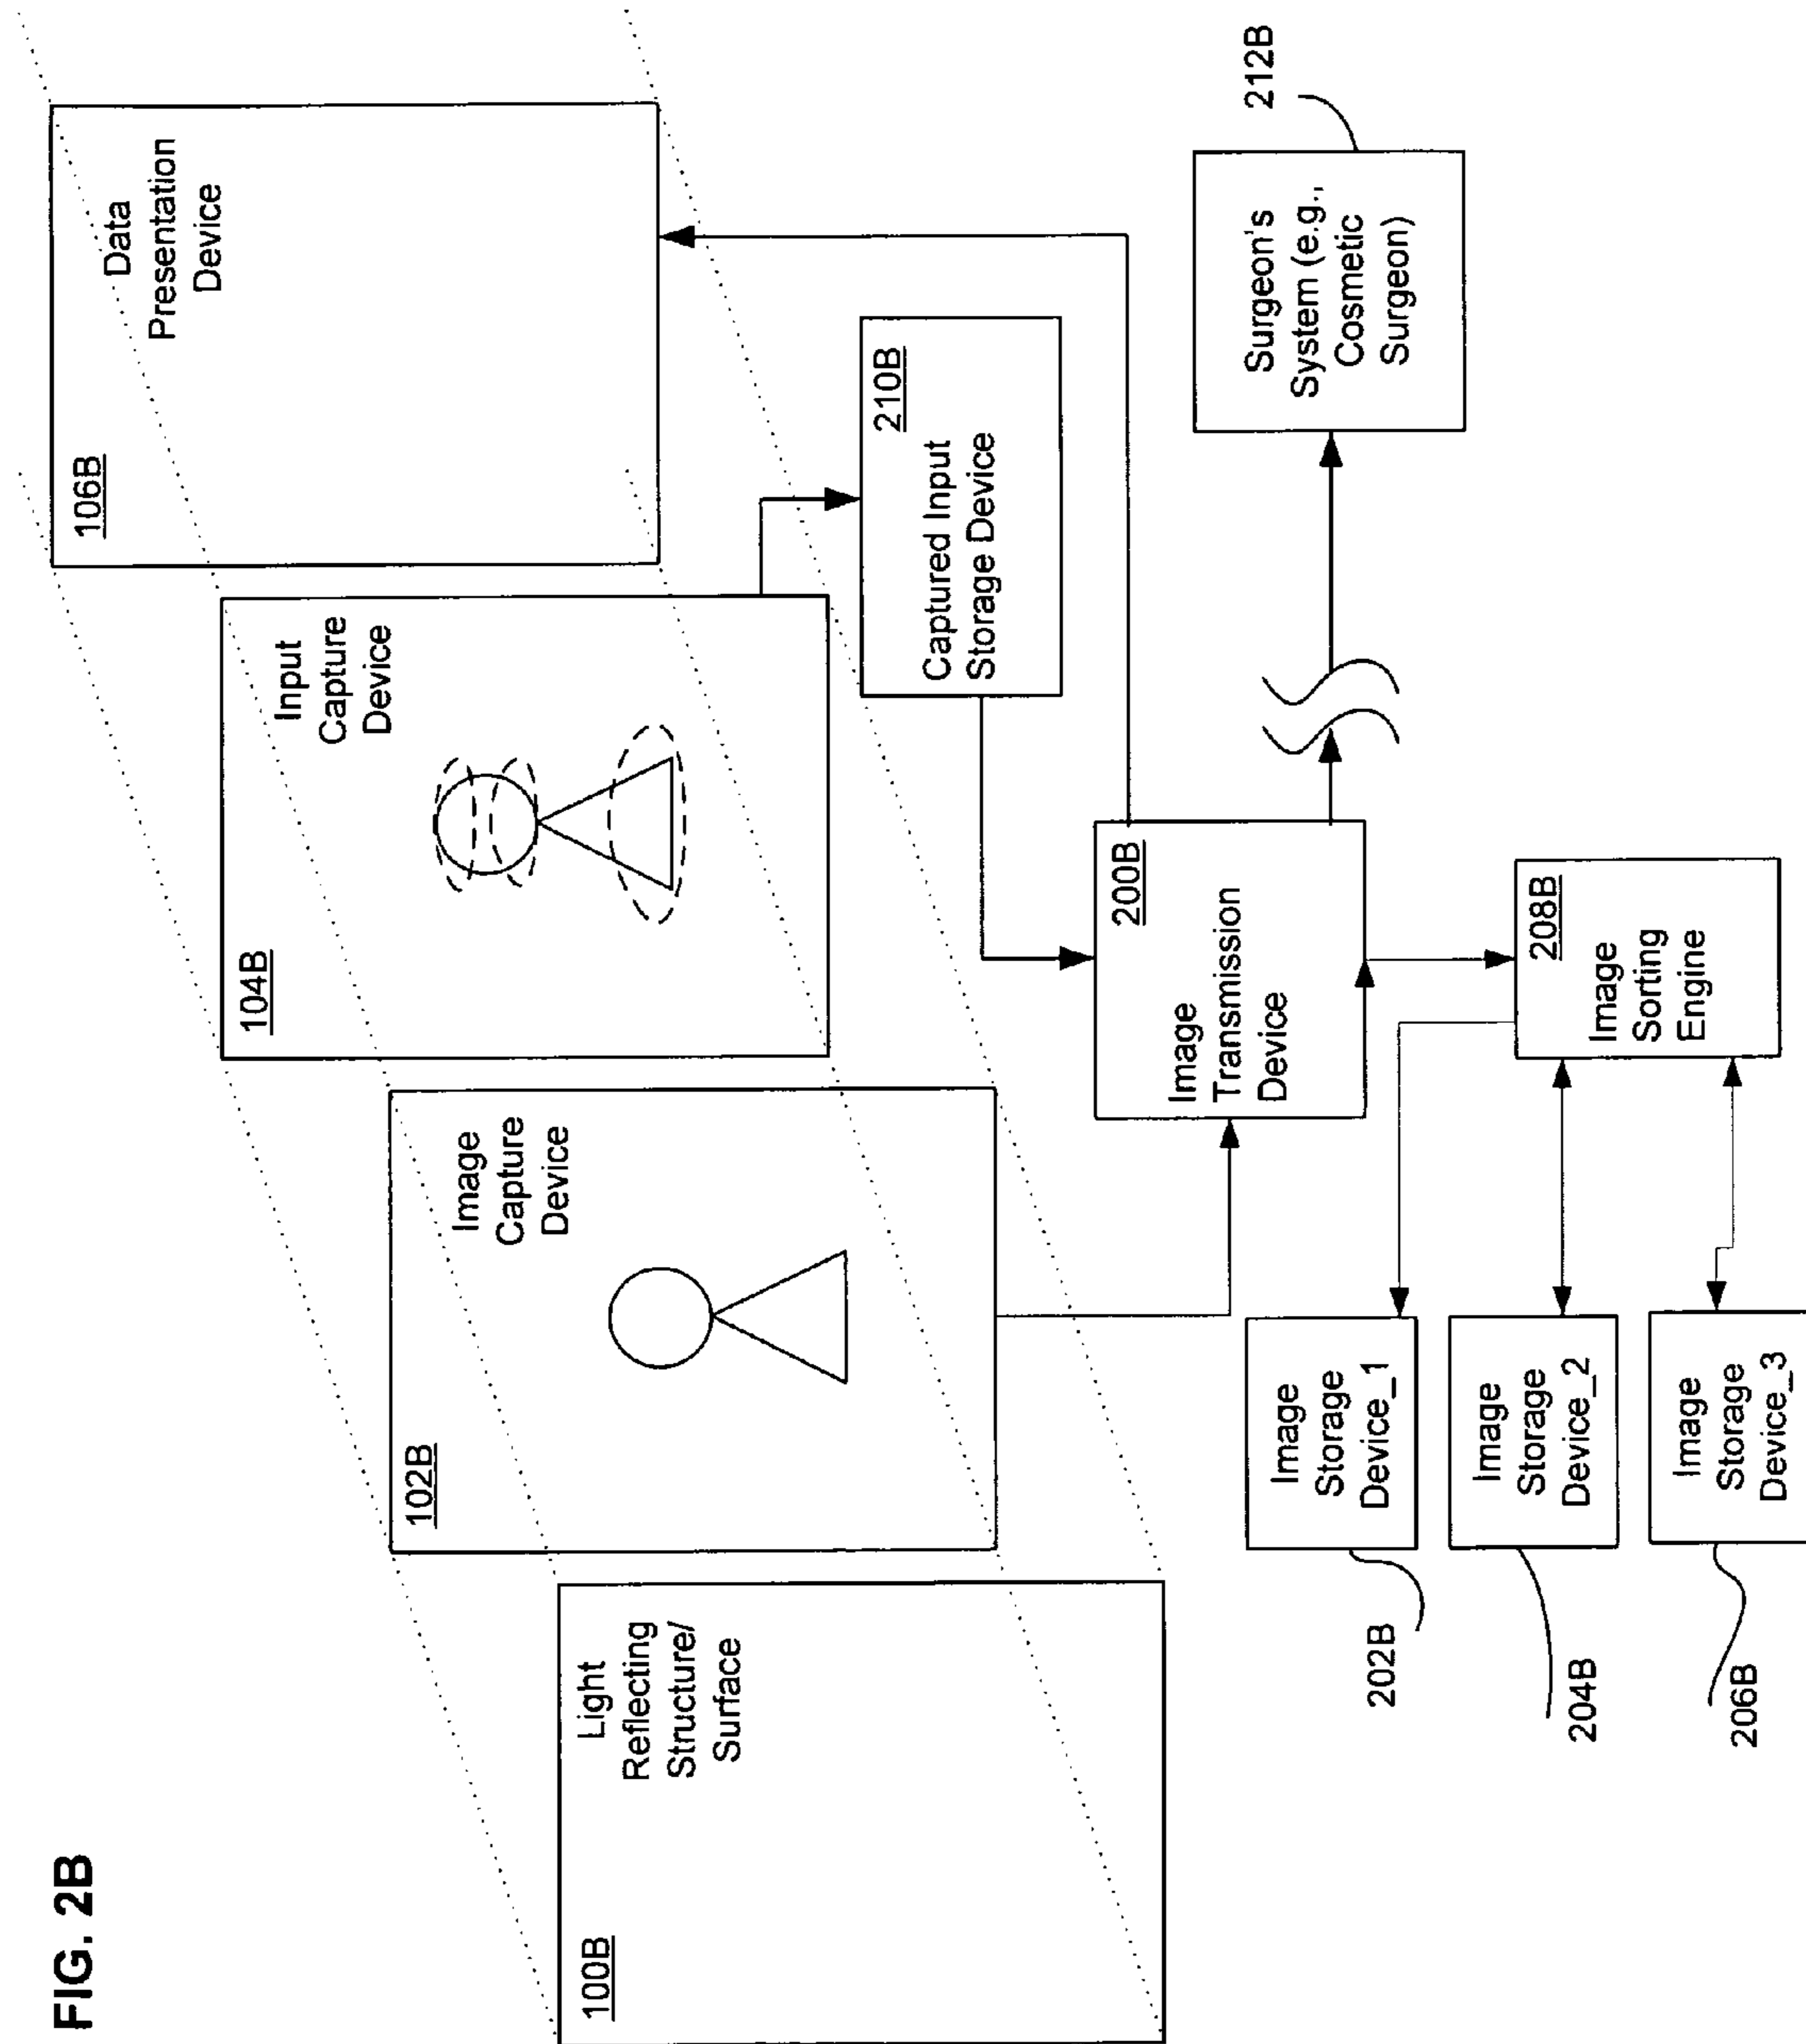 FIG. 2B
100B
Light
Reflecting
Structure/
Surface
102B
Image
Capture
Device
104B
Input
Capture
Device
106B
Data
Presentation
Device
210B
Captured Input
Storage Device
200B
Image
Transmission
Device
212B
Surgeon's
System (e.g.,
Cosmetic
Surgeon)
208B
Image
Sorting
Engine
Image
Storage
Device_1
202B
Image
Storage
Device_2
204B
Image
Storage
Device_3
206B